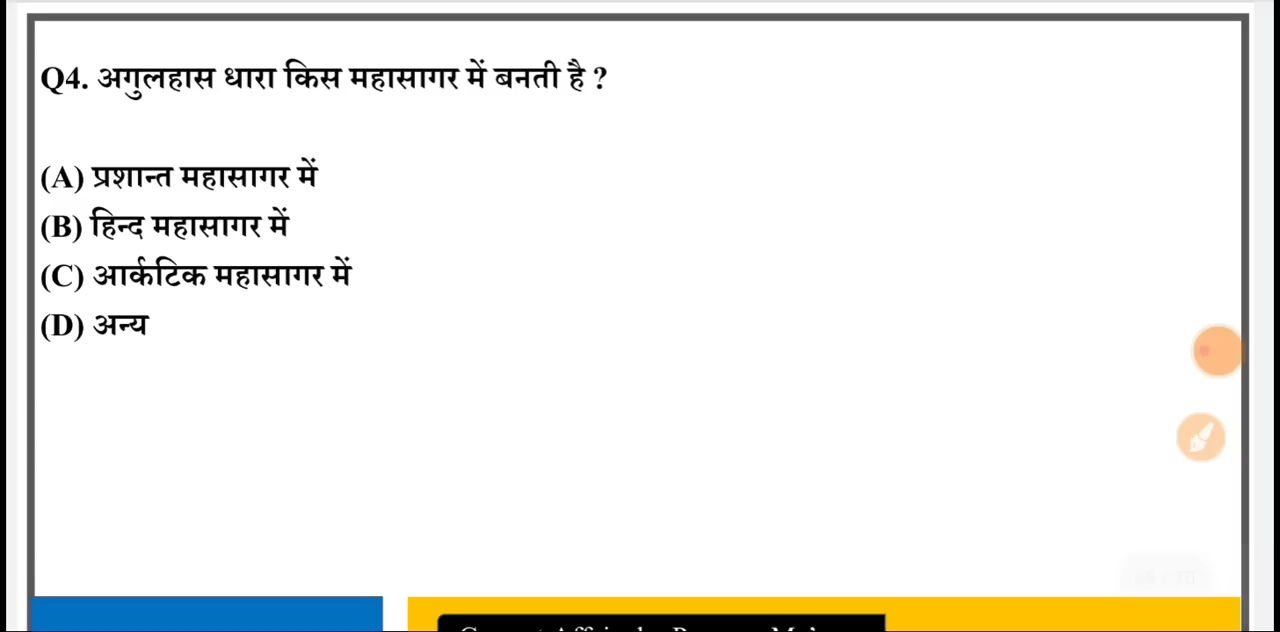 Q4. अगुलहास धारा किस महासागर में बनती है ?
(A) प्रशान्त महासागर में
(B) हिन्द महासागर में
(C) आर्कटिक महासागर में
(D) अन्य